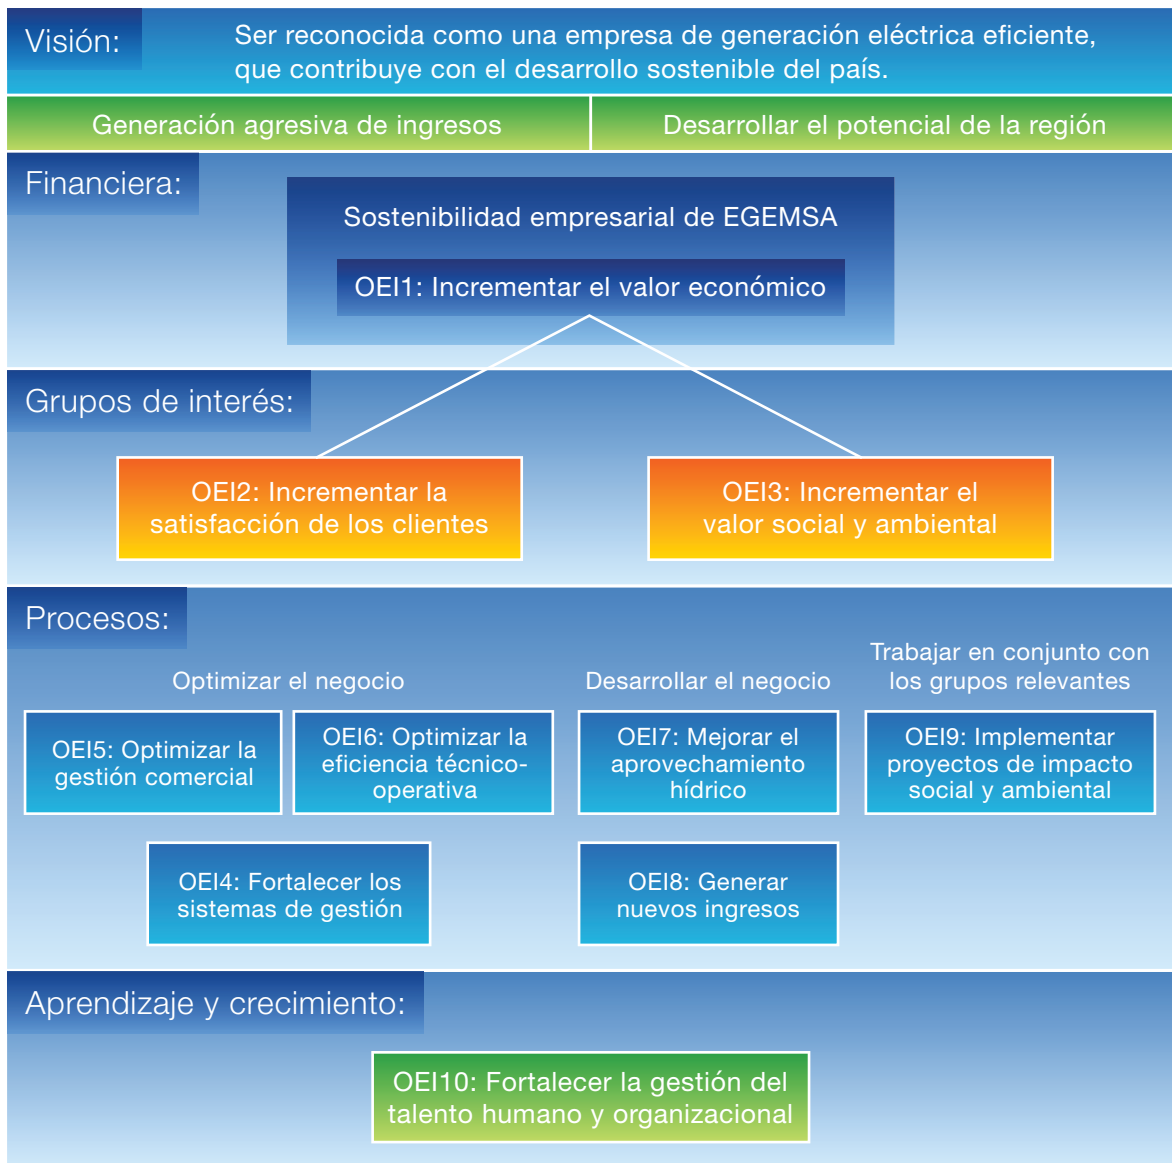 Visión:
Ser reconocida como una empresa de generación eléctrica eficiente,
que contribuye con el desarrollo sostenible del país.
Generación agresiva de ingresos
Desarrollar el potencial de la región
Financiera:
Sostenibilidad empresarial de EGEMSA
OEI1: Incrementar el valor económico
Grupos de interés:
OEI2: Incrementar la
satisfacción de los clientes
OEI3: Incrementar el
valor social y ambiental
Procesos:
Optimizar el negocio
OEI5: Optimizar la
gestión comercial
OEI6: Optimizar la
eficiencia técnico-
operativa
OEI4: Fortalecer los
sistemas de gestión
Desarrollar el negocio
OEI7: Mejorar el
aprovechamiento
hídrico
OEI8: Generar
nuevos ingresos
Trabajar en conjunto con
los grupos relevantes
OEI9: Implementar
proyectos de impacto
social y ambiental
Aprendizaje y crecimiento:
OEI10: Fortalecer la gestión del
talento humano y organizacional